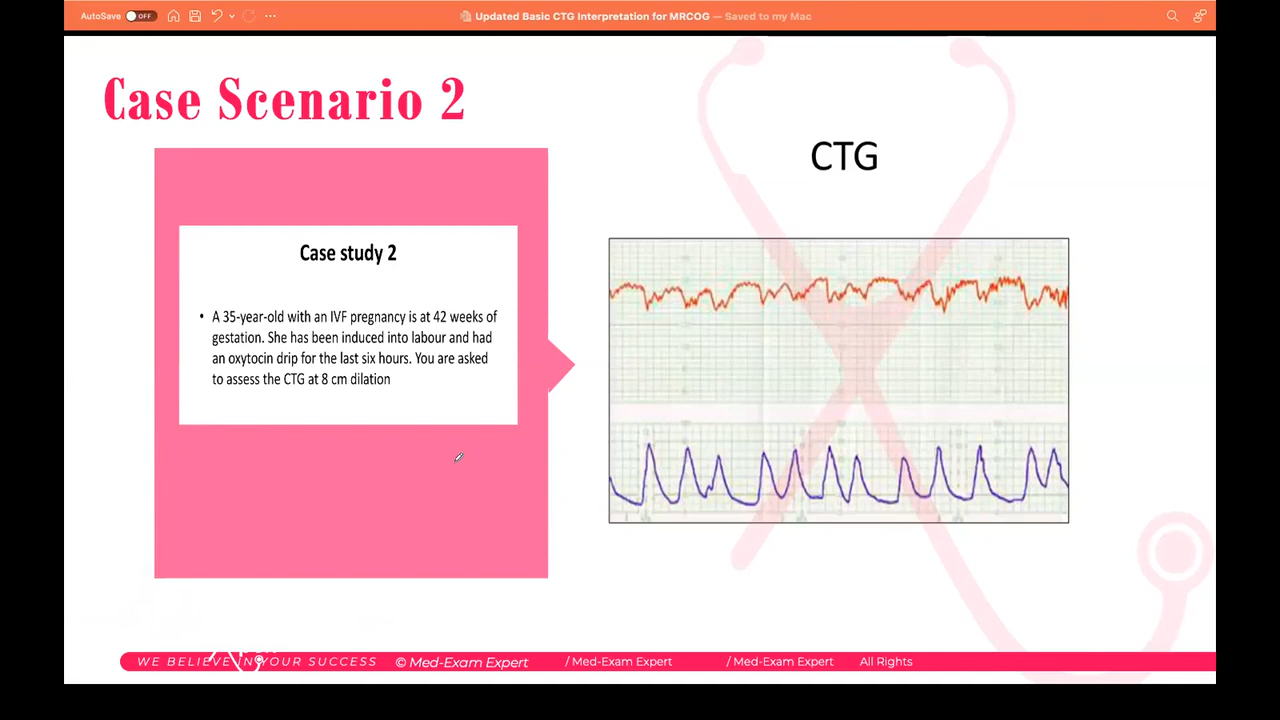 AutoSave OFF
Updated Basic CTG Interpretation for MRCOG — Saved to my Mac
Case Scenario 2
CTG
Case study 2
• A 35-year-old with an IVF pregnancy is at 42 weeks of
gestation. She has been induced into labour and had
an oxytocin drip for the last six hours. You are asked
to assess the CTG at 8 cm dilation
WE BELIEVE IN YOUR SUCCESS © Med-Exam Expert / Med-Exam Expert / Med-Exam Expert All Rights